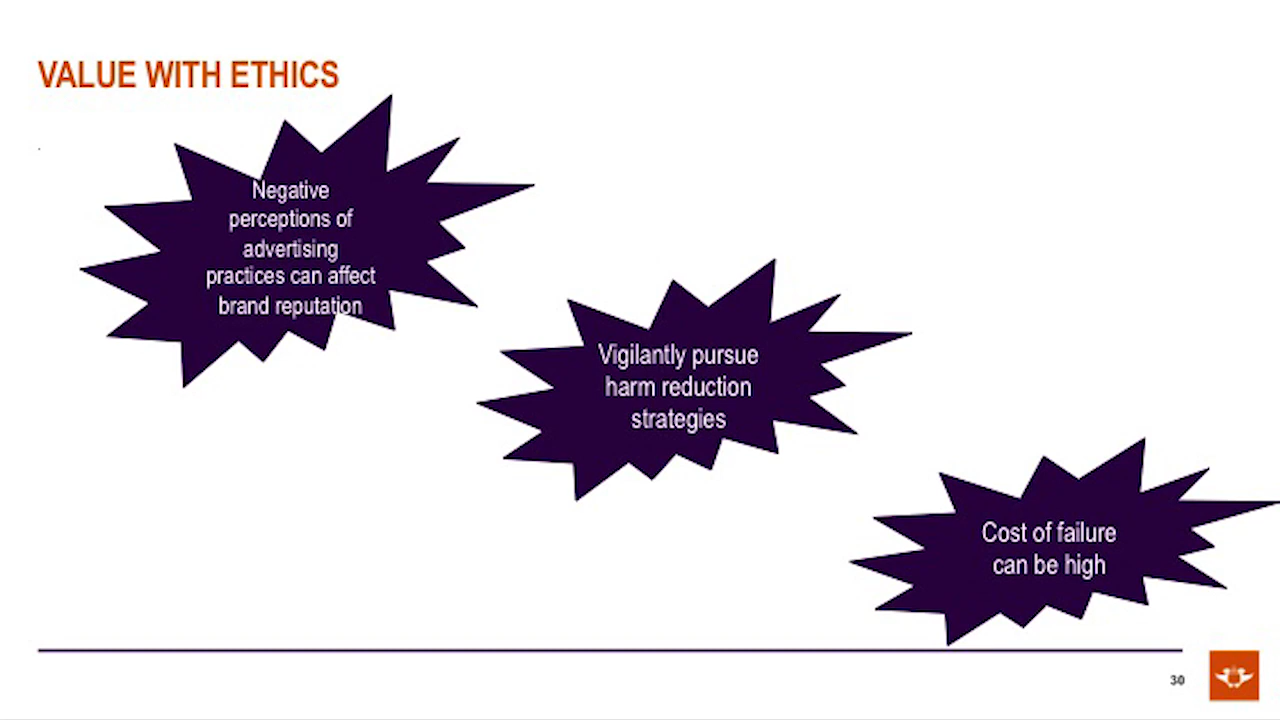 VALUE WITH ETHICS
Negative
perceptions of
advertising
practices can affect
brand reputation
Vigilantly pursue
harm reduction
strategies
Cost of failure
can be high
30